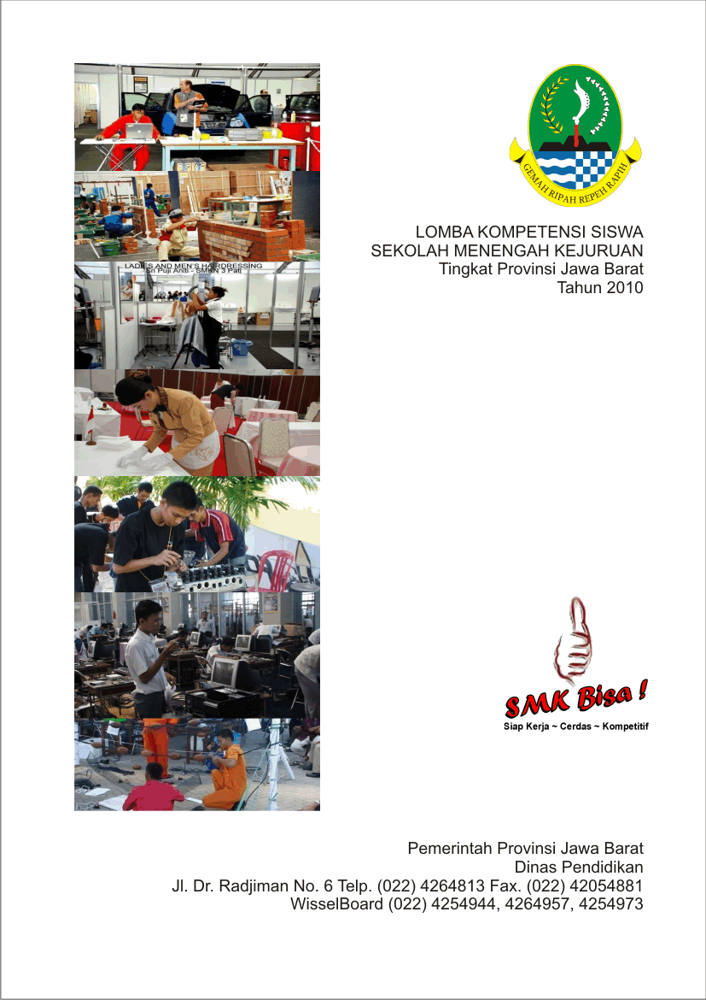 GEMAH RIPAH REPEH RAPIH
LOMBA KOMPETENSI SISWA
SEKOLAH MENENGAH KEJURUAN
Tingkat Provinsi Jawa Barat
Tahun 2010
LADIES AND MEN'S HAIRDRESSING
Sri Puji Aniti - SMKN 3 Pati
SMK Bisa !
Siap Kerja ~ Cerdas ~ Kompetitif
Pemerintah Provinsi Jawa Barat
Dinas Pendidikan
Jl. Dr. Radjiman No. 6 Telp. (022) 4264813 Fax. (022) 42054881
WisselBoard (022) 4254944, 4264957, 4254973